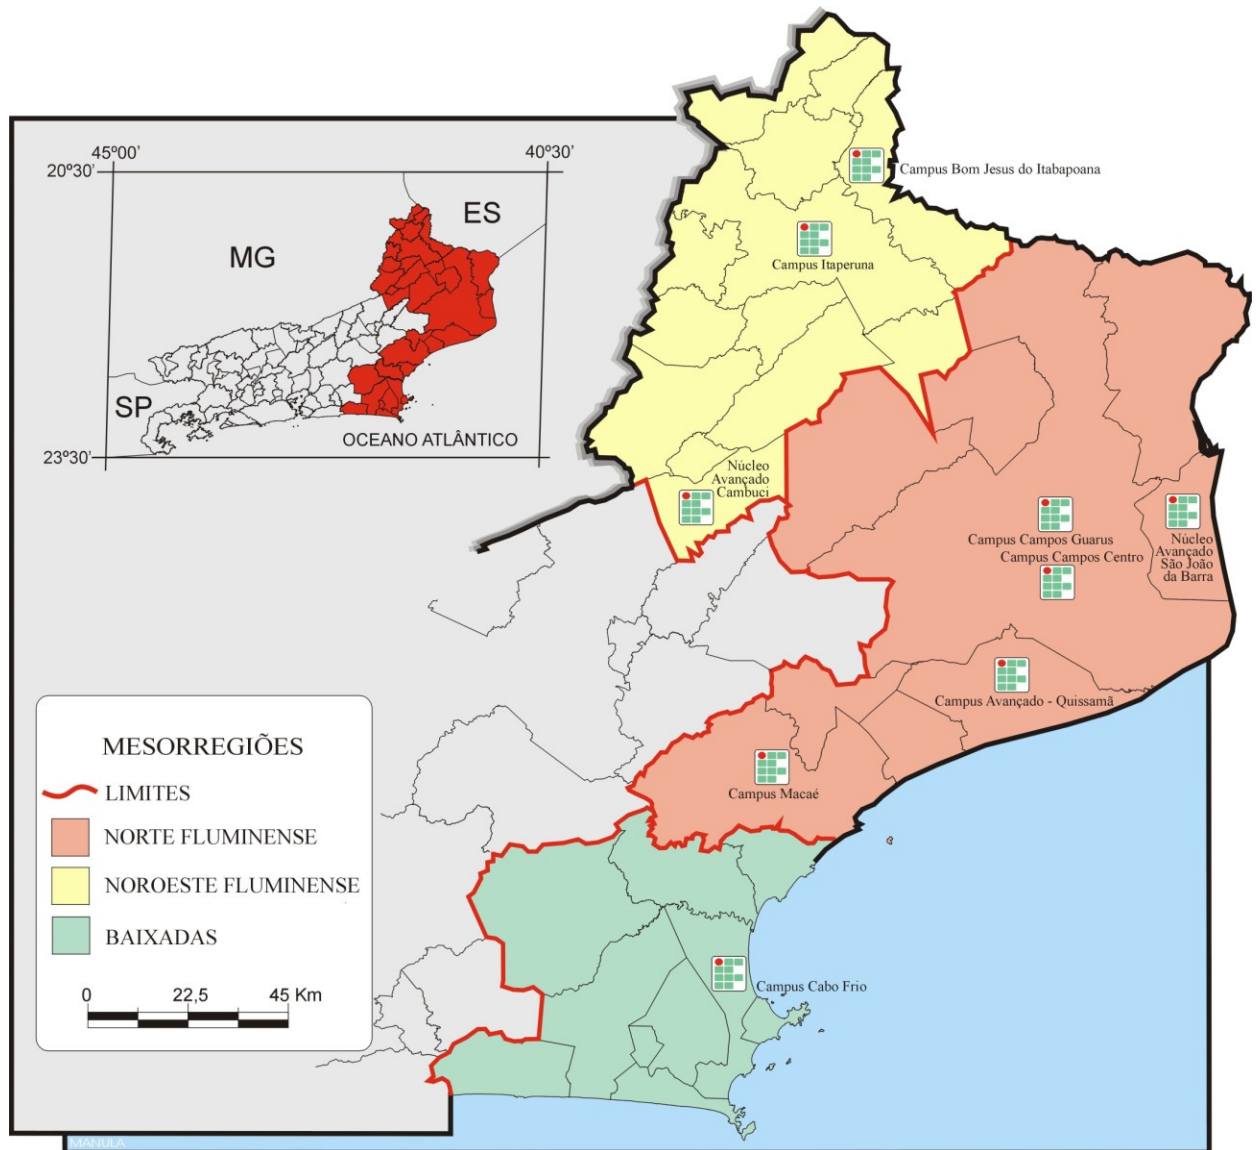 45º00’
40º30’
20º30’
ES
MG
SP
OCEANO ATLÂNTICO
23º30’
Campus Bom Jesus do Itabapoana
Campus Itaperuna
Núcleo
Avançado
Cambuci
Campus Campos Guarus
Campus Campos Centro
Núcleo
Avançado
São João
da Barra
Campus Avançado - Quissamã
Campus Macaé
Campus Cabo Frio
MESORREGIÕES
LIMITES
NORTE FLUMINENSE
NOROESTE FLUMINENSE
BAIXADAS
0 22,5 45 Km
MANULA